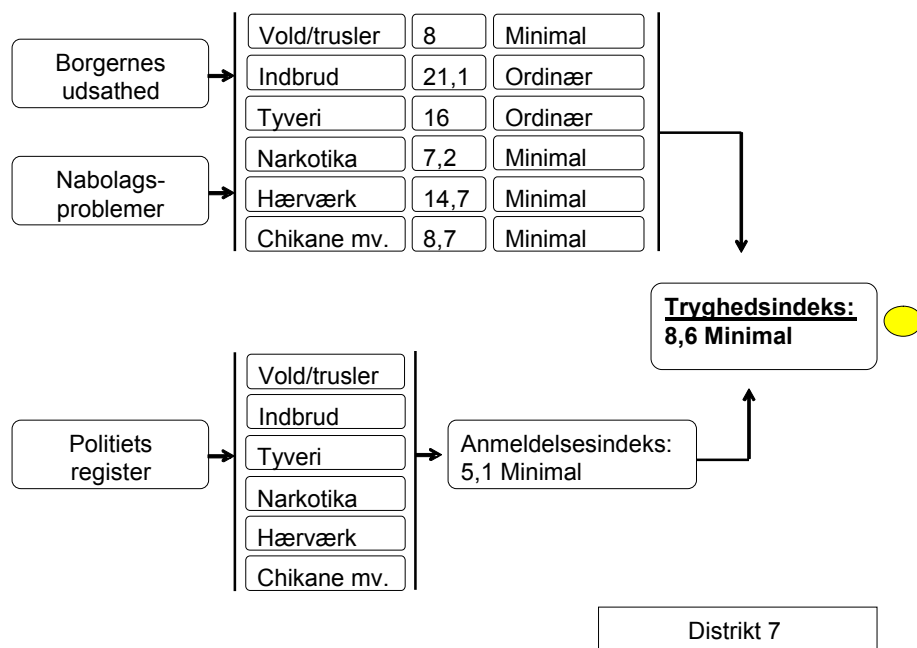 Borgernes
udsathed
Nabolags-
problemer
Vold/trusler 8 Minimal
Indbrud 21,1 Ordinær
Tyveri 16 Ordinær
Narkotika 7,2 Minimal
Hærværk 14,7 Minimal
Chikane mv. 8,7 Minimal
Tryghedsindeks:
8,6 Minimal
Politiets
register
Vold/trusler
Indbrud
Tyveri
Narkotika
Hærværk
Chikane mv.
Anmeldelsesindeks:
5,1 Minimal
Distrikt 7